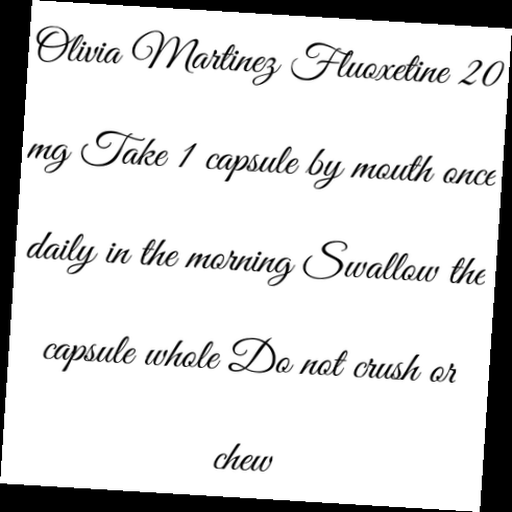 Olivia Martinez Fluoxetine 20
mg Take 1 capsule by mouth once
daily in the morning Swallow the
capsule whole Do not crush or
chew